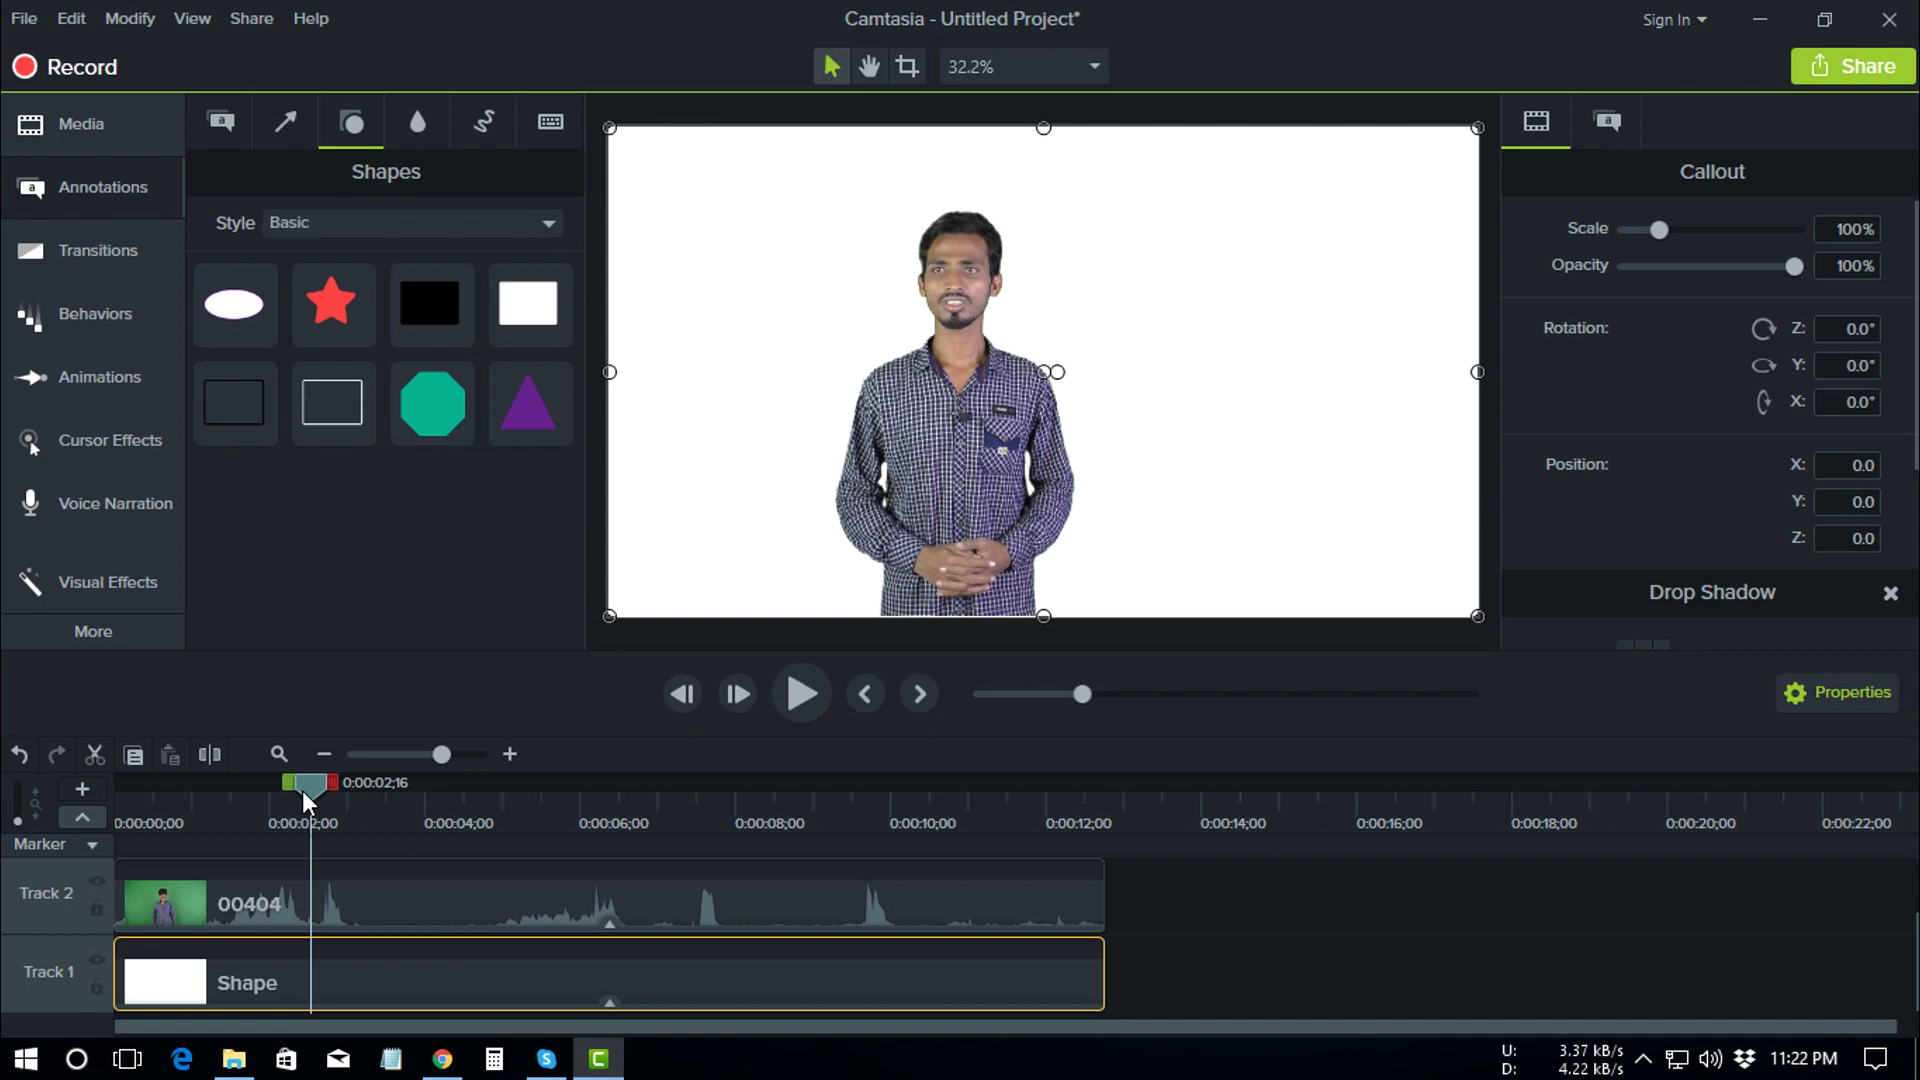 File Edit Modify View Share Help
Camtasia - Untitled Project*
Sign In
Record
32.2%
Share
Media
Annotations
Transitions
Behaviors
Animations
Cursor Effects
Voice Narration
Visual Effects
More
a
Shapes
Style Basic
a
Callout
Scale 100%
Opacity 100%
Rotation: Z: 0.0°
Y: 0.0°
X: 0.0°
Position: X: 0.0
Y: 0.0
Z: 0.0
Drop Shadow
Properties
0:00:02;16
0:00:00;00 0:00:02;00 0:00:04;00 0:00:06;00 0:00:08;00 0:00:10;00 0:00:12;00 0:00:14;00 0:00:16;00 0:00:18;00 0:00:20;00 0:00:22;00
Marker
Track 2 00404
Track 1 Shape
U: 3.37 kB/s
D: 4.22 kB/s
11:22 PM